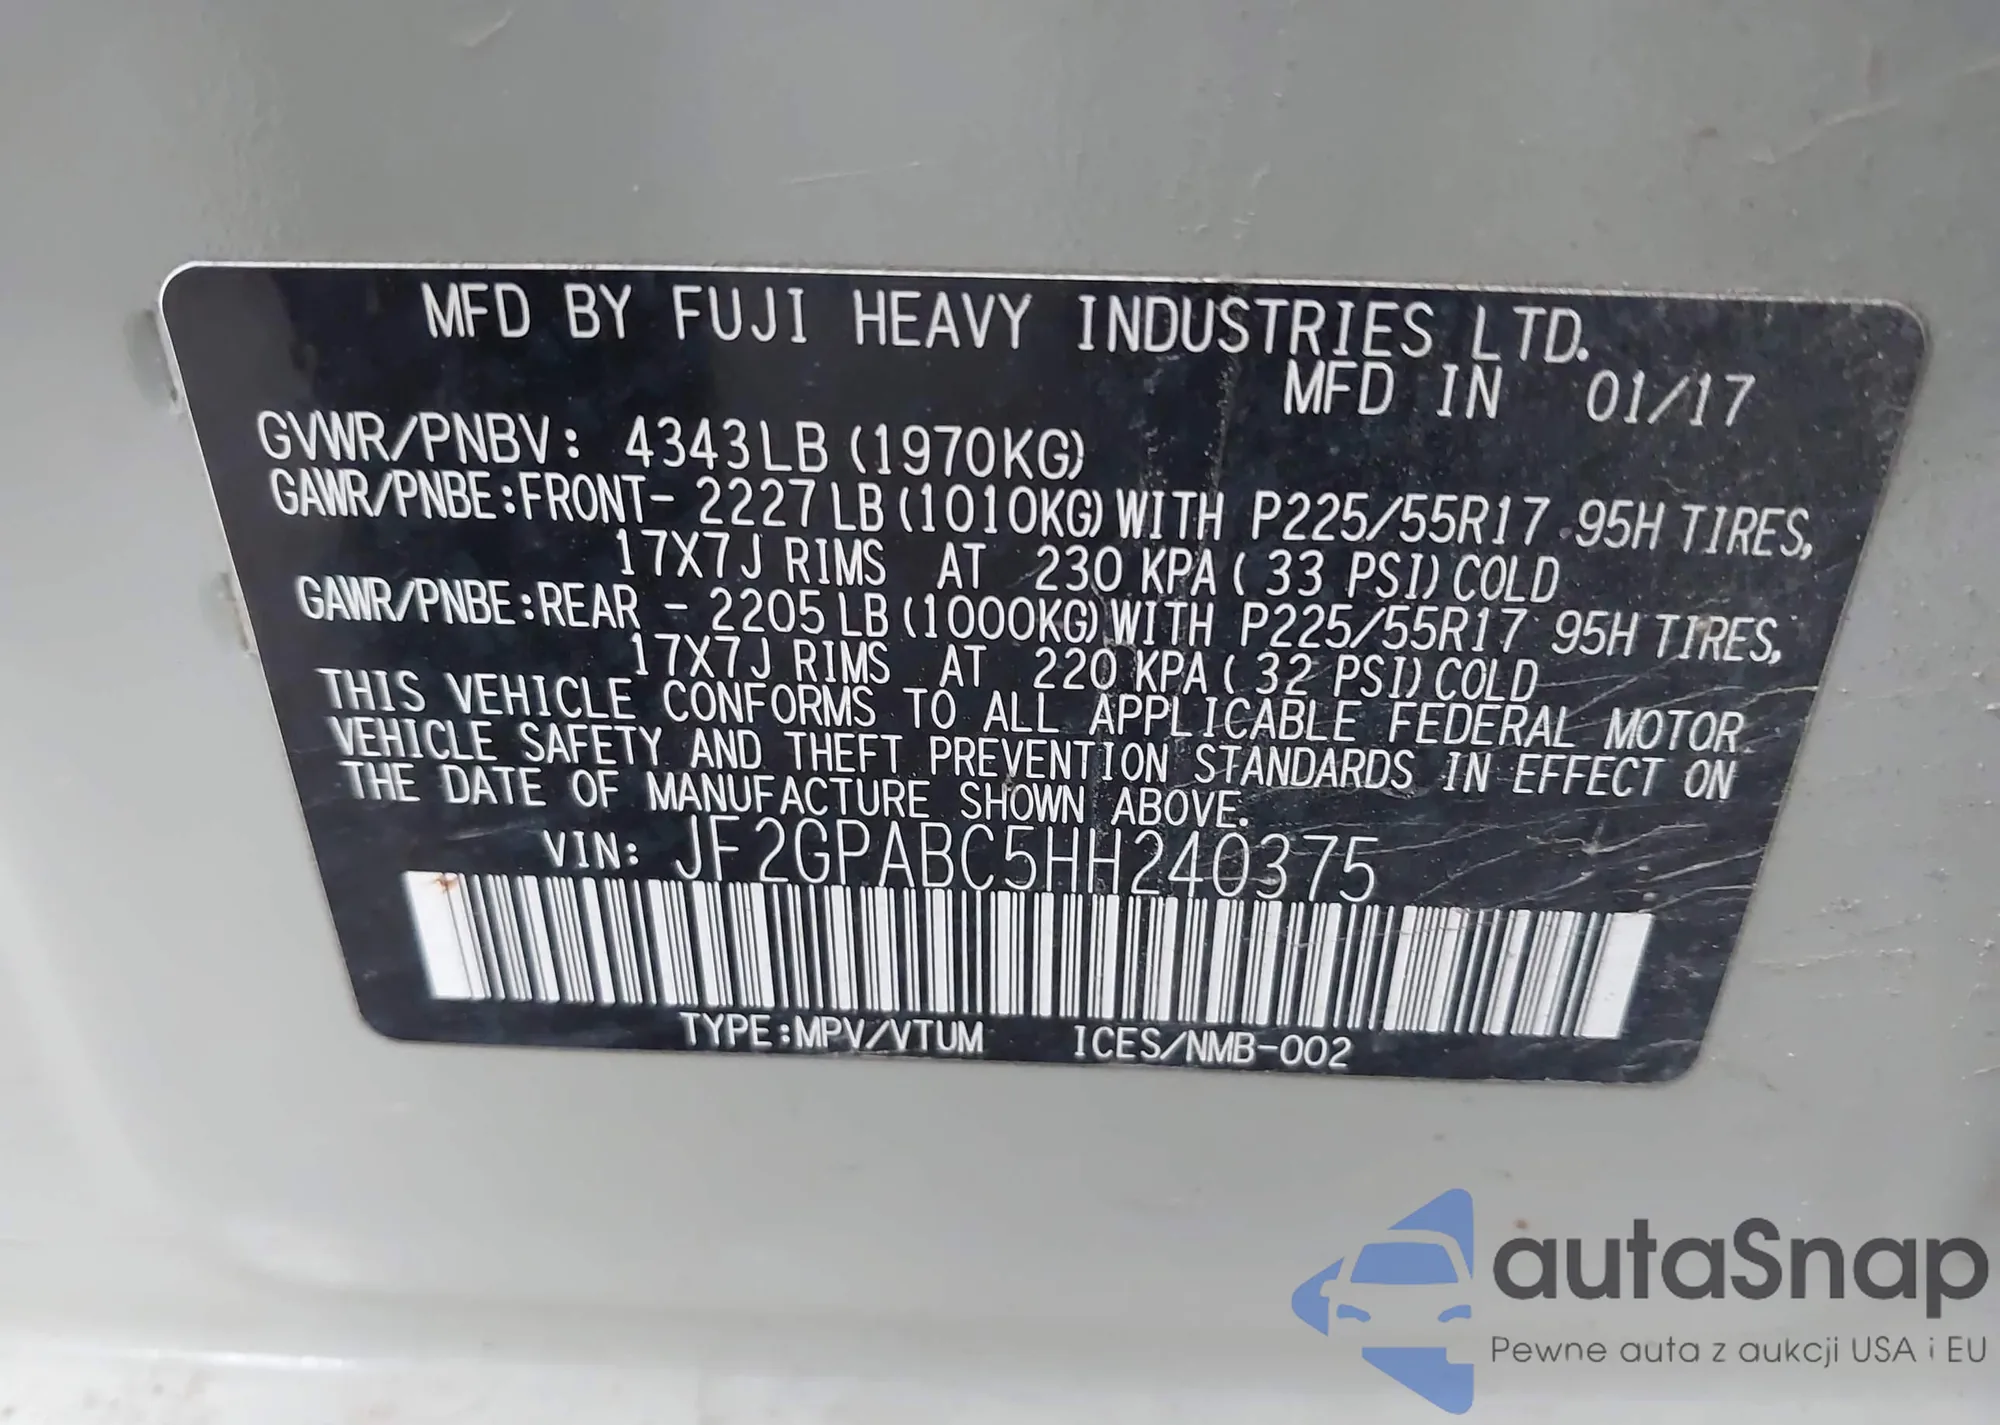 MFD BY FUJI HEAVY INDUSTRIES LTD.
MFD IN 01/17
GVWR/PNBV: 4343LB (1970KG)
GAWR/PNBE:FRONT- 2227LB(1010KG)WITH P225/55R17 95H TIRES,
17X7J RIMS AT 230 KPA( 33 PSI)COLD
GAWR/PNBE:REAR - 2205LB(1000KG)WITH P225/55R17 95H TIRES,
17X7J RIMS AT 220 KPA( 32 PSI)COLD
THIS VEHICLE CONFORMS TO ALL APPLICABLE FEDERAL MOTOR
VEHICLE SAFETY AND THEFT PREVENTION STANDARDS IN EFFECT ON
THE DATE OF MANUFACTURE SHOWN ABOVE.
VIN: JF2GPABC5HH240375
TYPE:MPV/VTUM ICES/NMB-002
autaSnap
Pewne auta z aukcji USA i EU